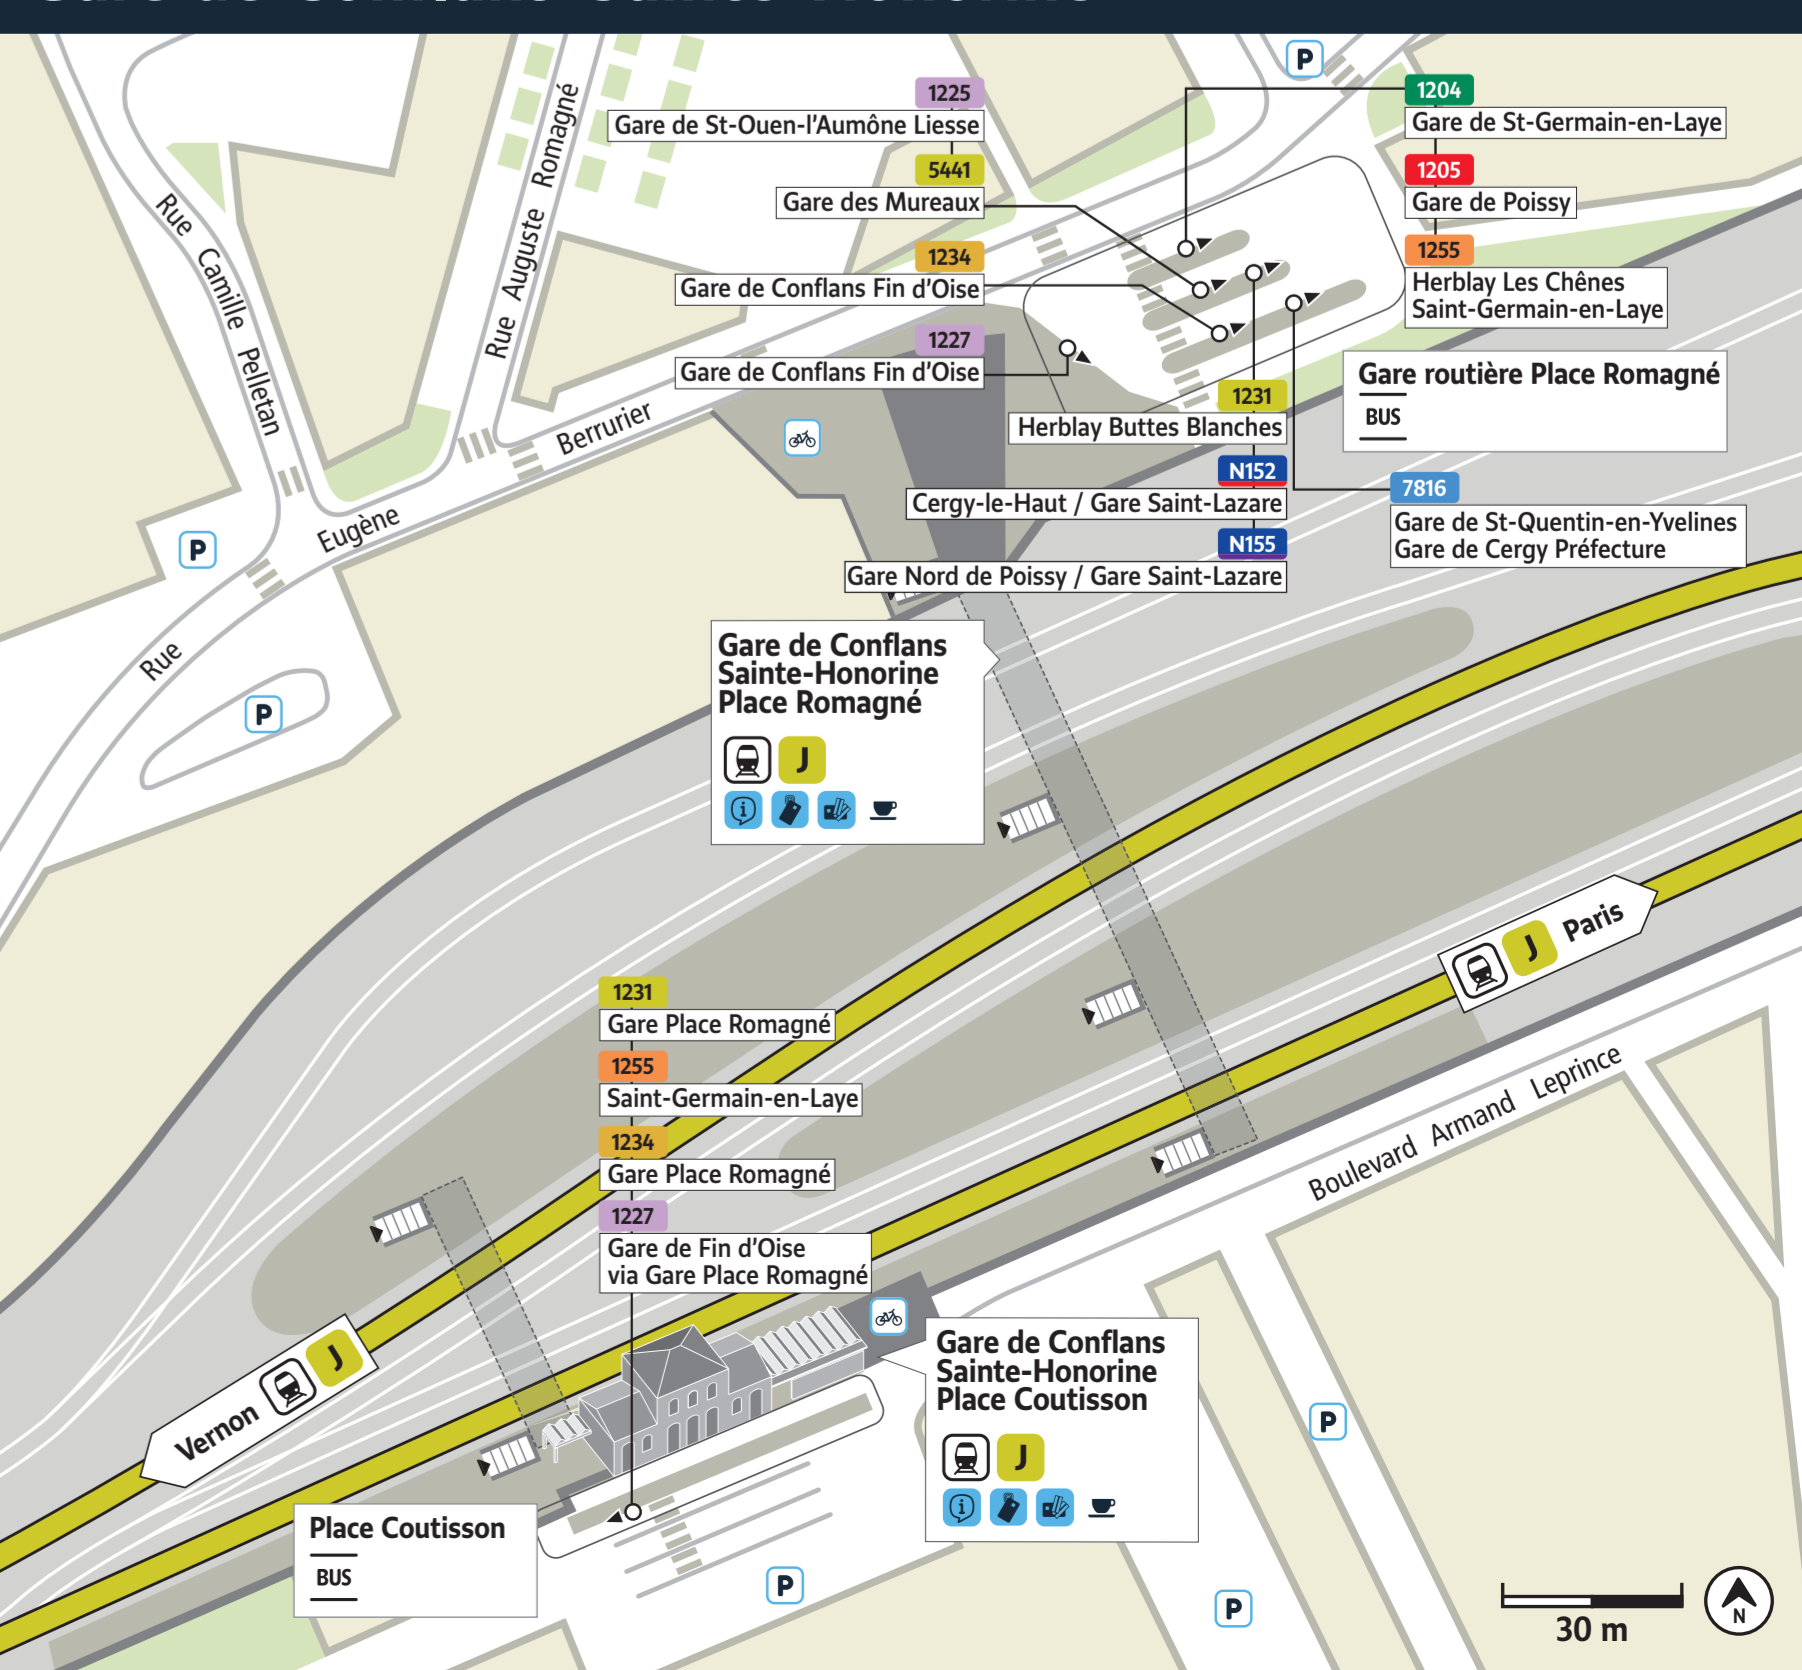 P
1225
Gare de St-Ouen-l'Aumône Liesse
5441
Gare des Mureaux
1234
Gare de Conflans Fin d'Oise
1227
Gare de Conflans Fin d'Oise
1204
Gare de St-Germain-en-Laye
1205
Gare de Poissy
1255
Herblay Les Chênes
Saint-Germain-en-Laye
Gare routière Place Romagné
BUS
1231
Herblay Buttes Blanches
N152
Cergy-le-Haut / Gare Saint-Lazare
N155
Gare Nord de Poissy / Gare Saint-Lazare
7816
Gare de St-Quentin-en-Yvelines
Gare de Cergy Préfecture
Rue Camille Pelletan
Rue Auguste Romagné
Rue Eugène Berrurier
P
P
Gare de Conflans
Sainte-Honorine
Place Romagné
J
i
J Paris
1231
Gare Place Romagné
1255
Saint-Germain-en-Laye
1234
Gare Place Romagné
1227
Gare de Fin d'Oise
via Gare Place Romagné
Boulevard Armand Leprince
Vernon J
Gare de Conflans
Sainte-Honorine
Place Coutisson
J
i
P
Place Coutisson
BUS
P
P
30 m
N